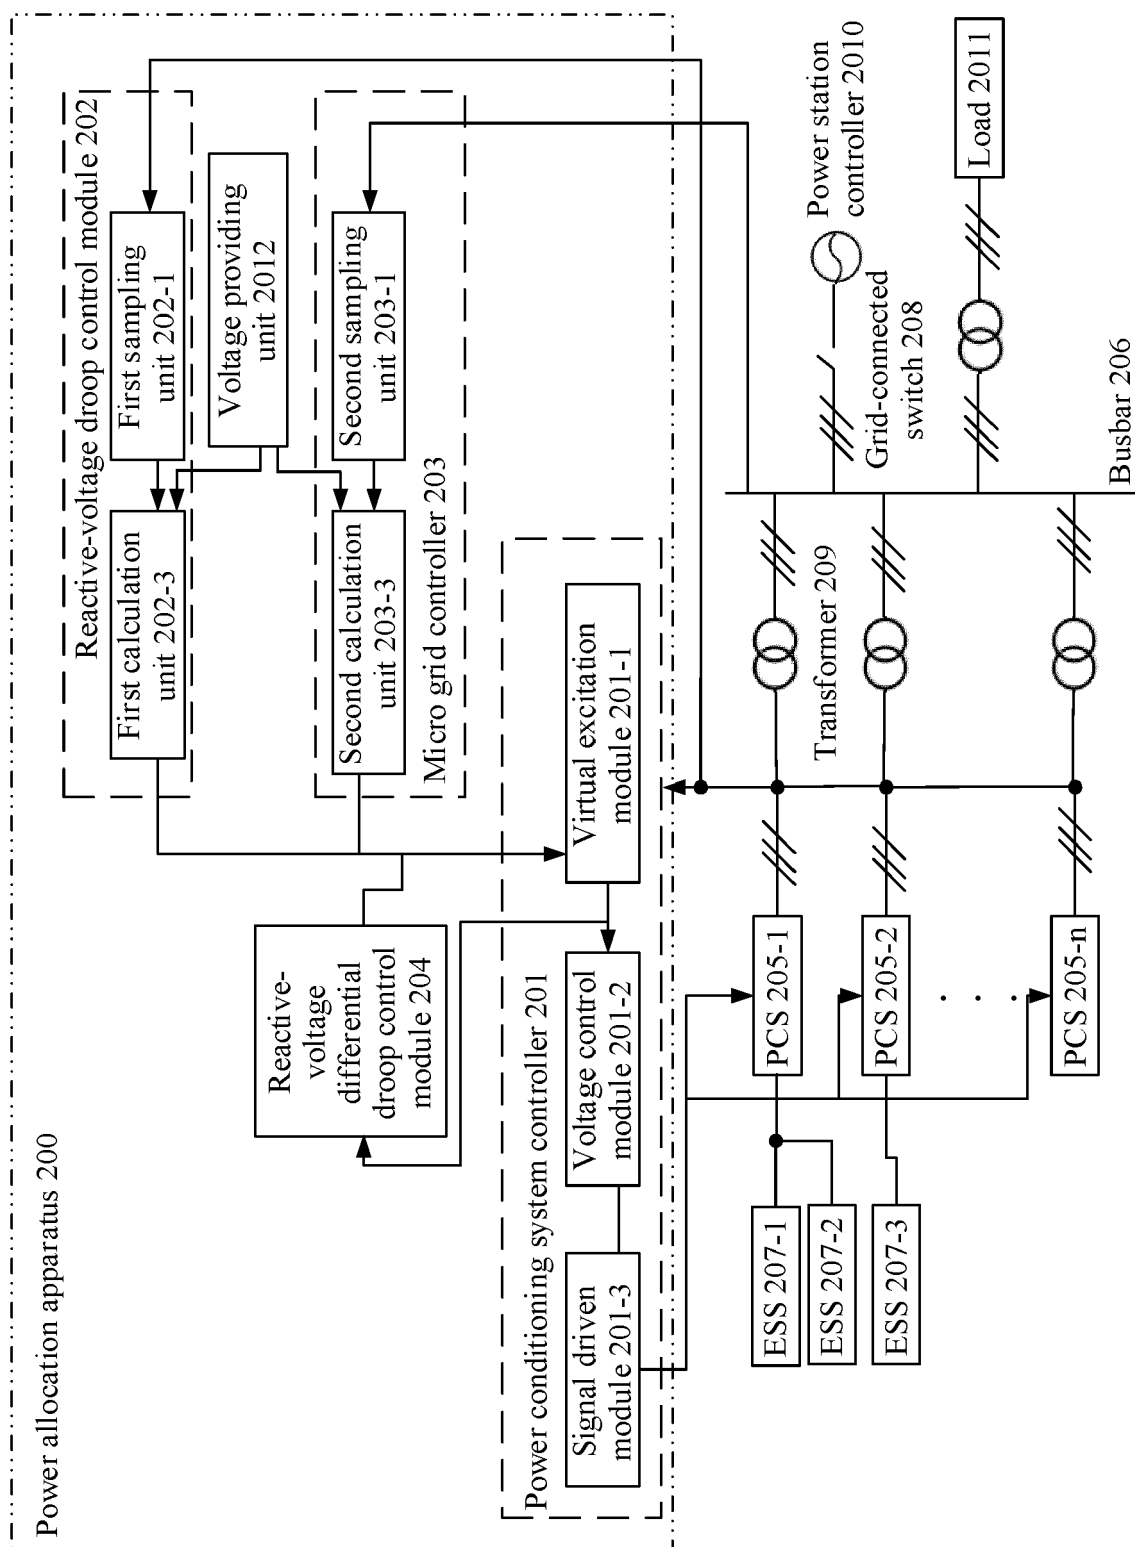 Power allocation apparatus 200
Reactive-voltage droop control module 202
First sampling
unit 202-1
First calculation
unit 202-3
Voltage providing
unit 2012
Second sampling
unit 203-1
Second calculation
unit 203-3
Micro grid controller 203
Reactive-
voltage
differential
droop control
module 204
Power conditioning system controller 201
Signal driven
module 201-3
Voltage control
module 201-2
Virtual excitation
module 201-1
ESS 207-1
ESS 207-2
ESS 207-3
PCS 205-1
PCS 205-2
. . .
PCS 205-n
Transformer 209
Grid-connected
switch 208
Power station
controller 2010
Load 2011
Busbar 206